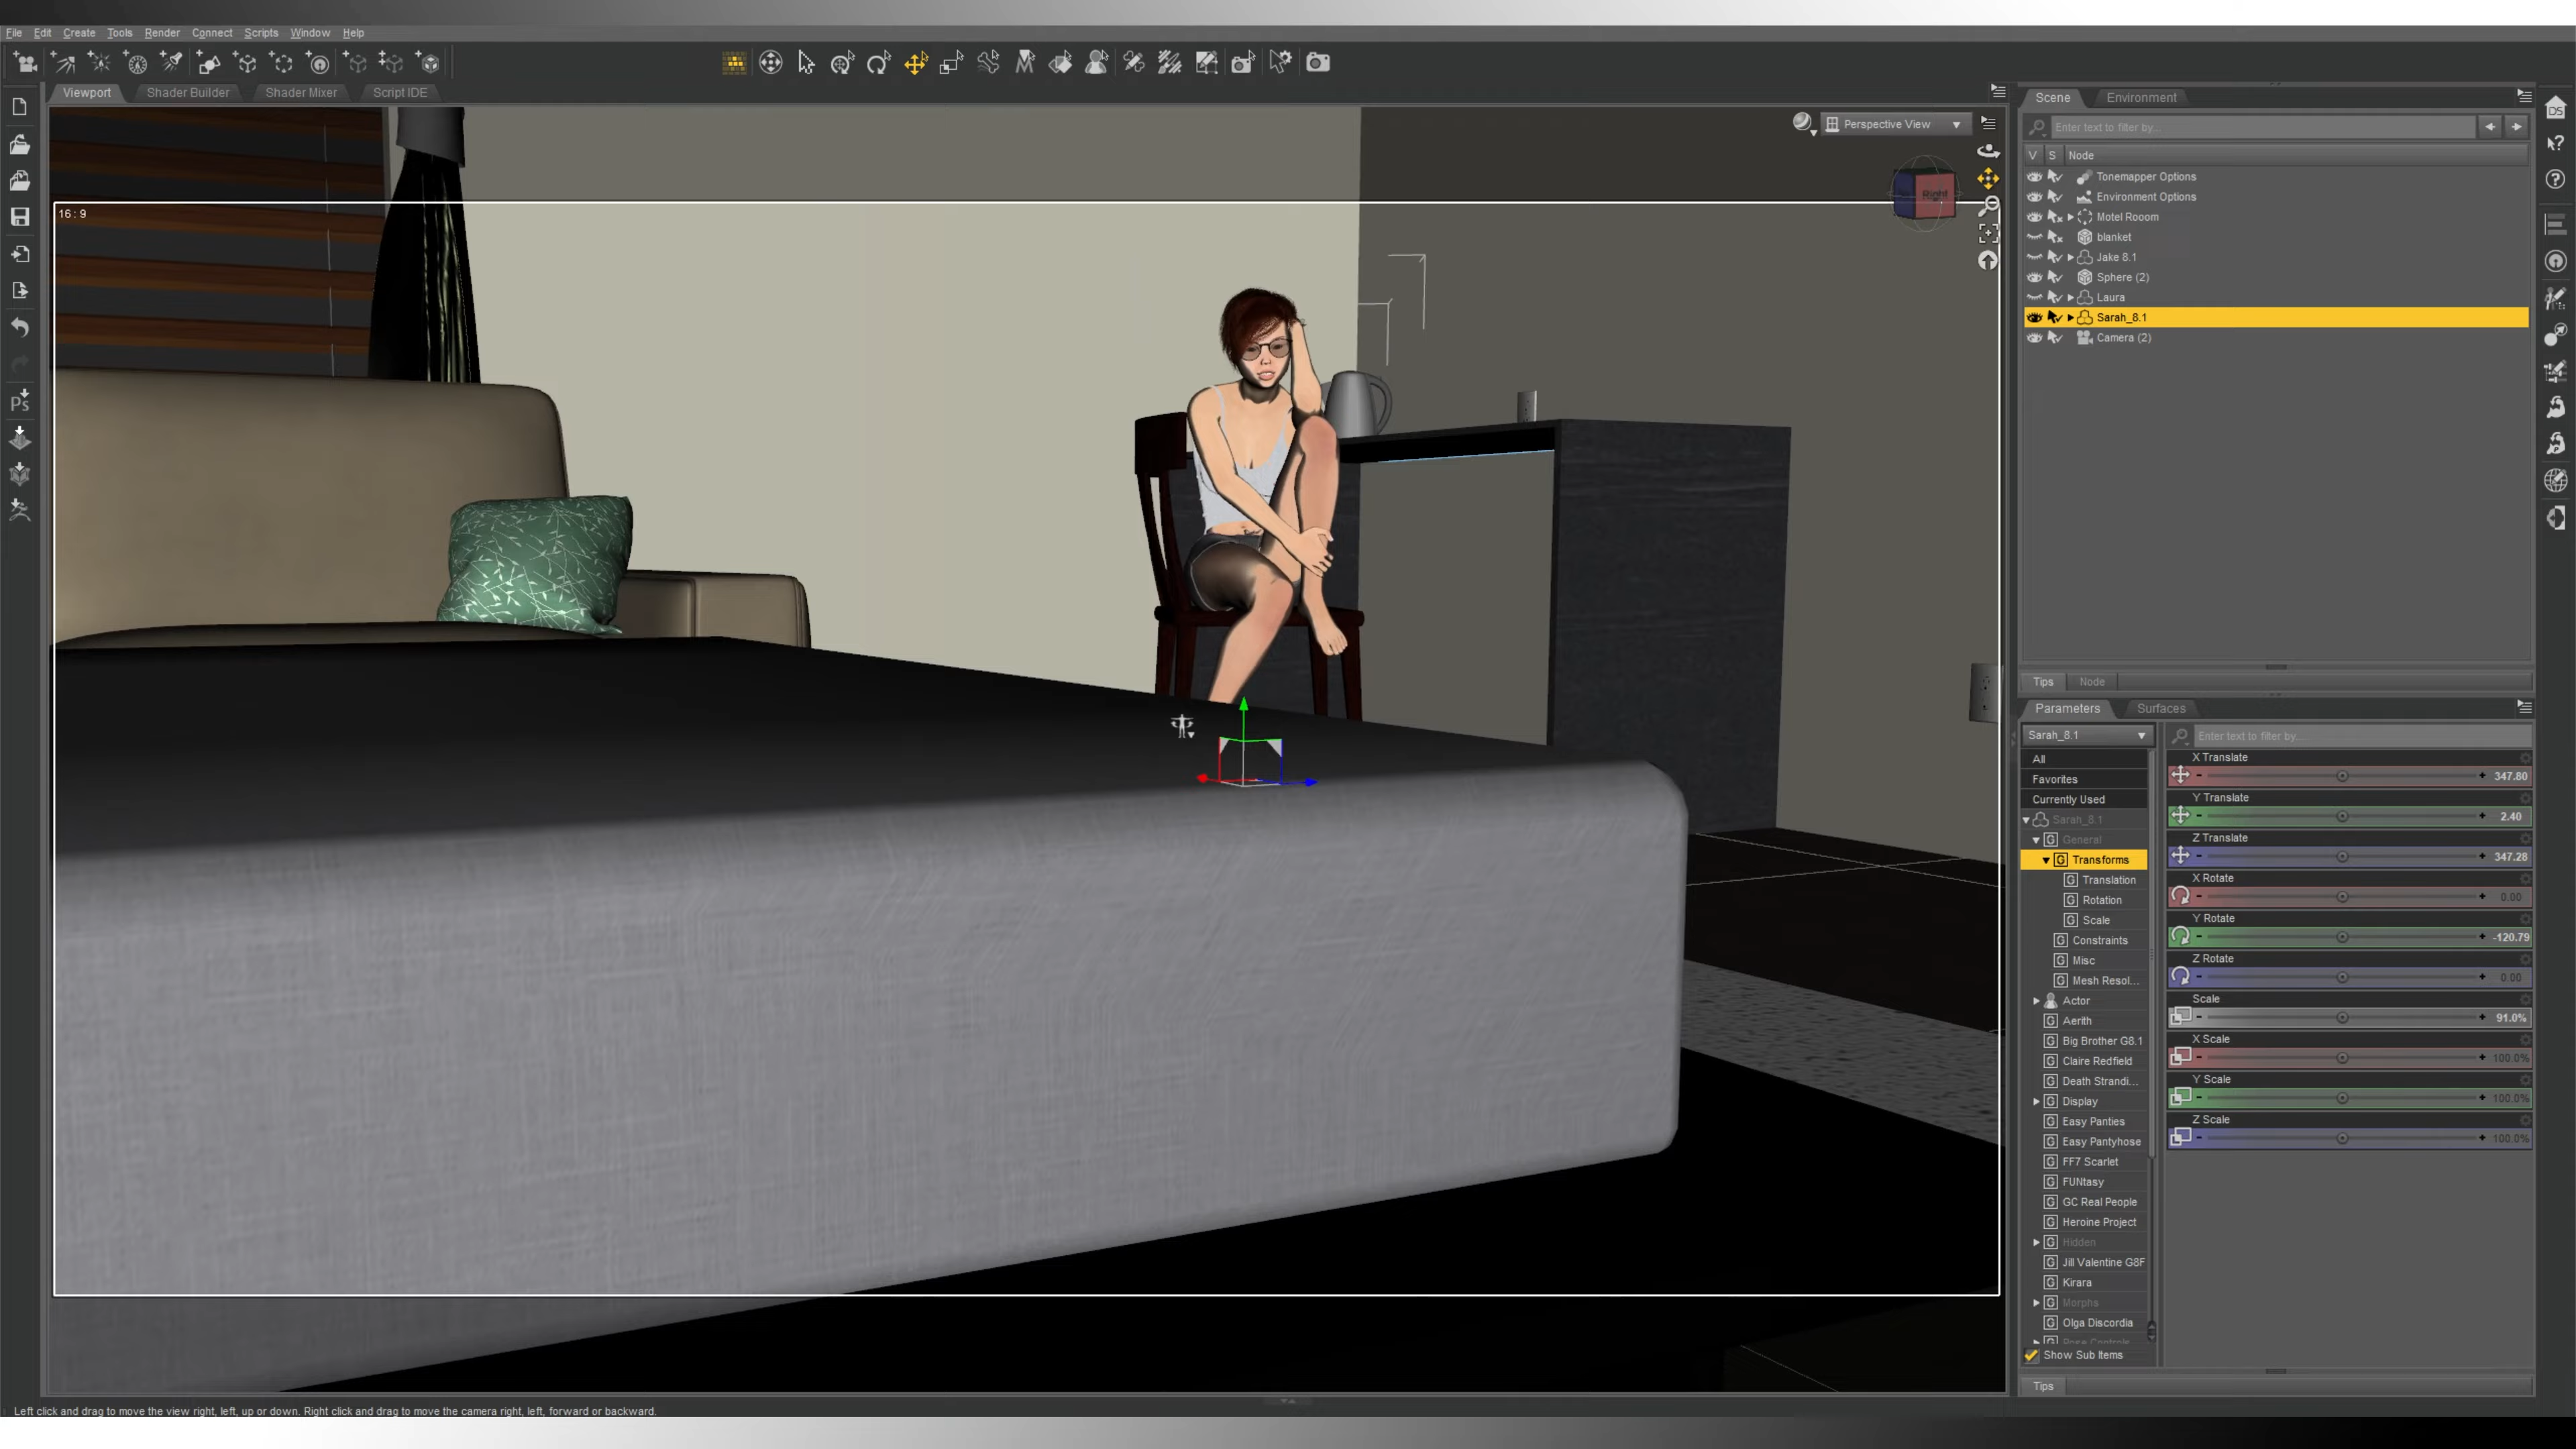 File Edit Create Tools Render Connect Scripts Window Help
Viewport Shader Builder Shader Mixer Script IDE
Perspective View
Right
16 : 9
Ps
Scene Environment
Enter text to filter by...
V S Node
Tonemapper Options
Environment Options
Motel Rooom
blanket
Jake 8.1
Sphere (2)
Laura
Sarah_8.1
Camera (2)
Tips Node
Parameters Surfaces
Sarah_8.1
All
Favorites
Currently Used
Sarah_8.1
General
Transforms
Translation
Rotation
Scale
Constraints
Misc
Mesh Resol...
Actor
Aerith
Big Brother G8.1
Claire Redfield
Death Strandi...
Display
Easy Panties
Easy Pantyhose
FF7 Scarlet
FUNtasy
GC Real People
Heroine Project
Hidden
Jill Valentine G8F
Kirara
Morphs
Olga Discordia
Pose Controls
Show Sub Items
Enter text to filter by...
X Translate
347.80
Y Translate
2.40
Z Translate
347.28
X Rotate
0.00
Y Rotate
-120.79
Z Rotate
0.00
Scale
91.0%
X Scale
100.0%
Y Scale
100.0%
Z Scale
100.0%
Tips
DS
Left click and drag to move the view right, left, up or down. Right click and drag to move the camera right, left, forward or backward.